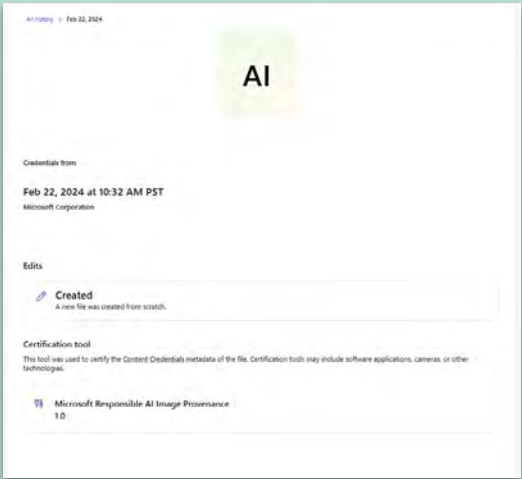 All history > Feb 22, 2024
AI
Credentials from
Feb 22, 2024 at 10:32 AM PST
Microsoft Corporation
Edits
Created
A new file was created from scratch.
Certification tool
This tool was used to certify the Content Credentials metadata of the file. Certification tools may include software applications, cameras, or other
technologies.
Microsoft Responsible AI Image Provenance
1.0